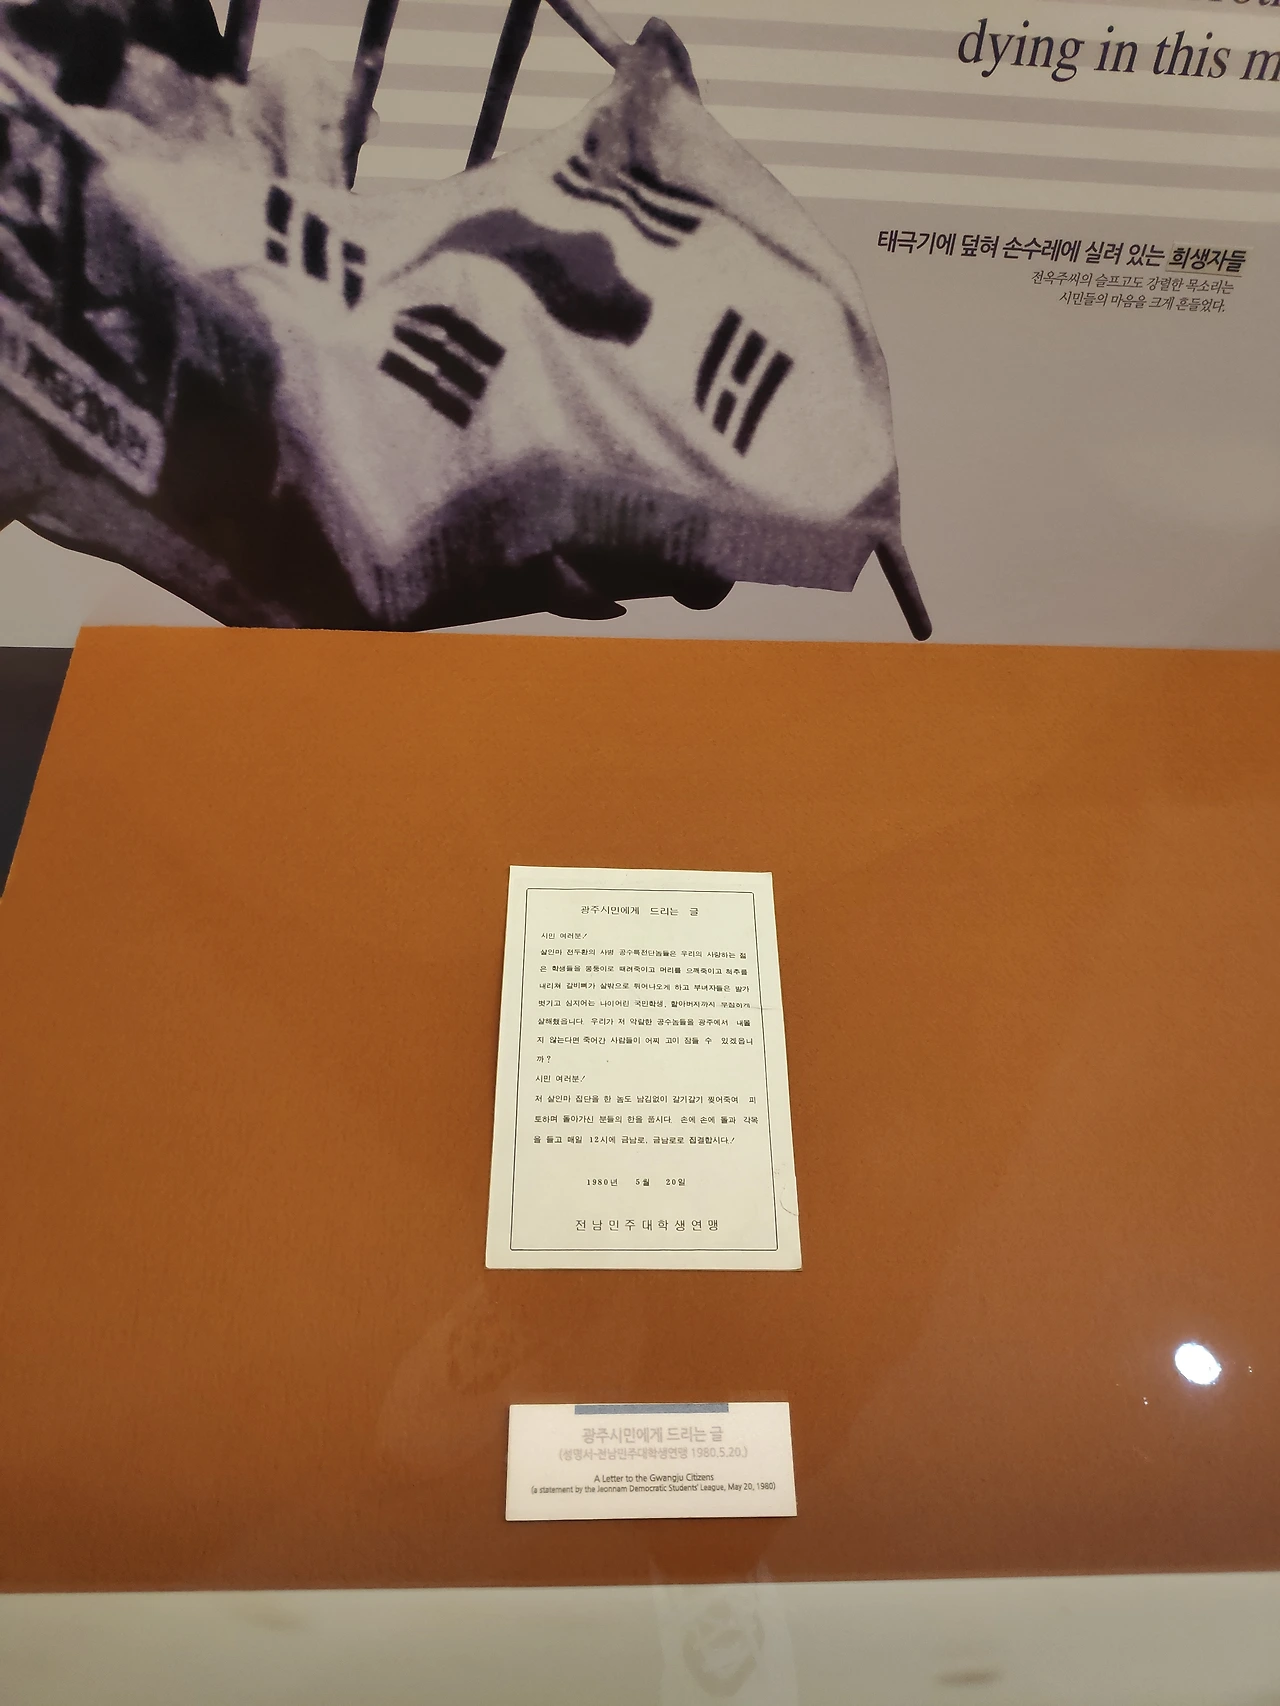 dying in this m
태극기에 덮혀 손수레에 실려 있는 희생자들
전옥주씨의 슬프고도 강렬한 목소리는
시민들의 마음을 크게 흔들었다.
광주시민에게 드리는 글
시민 여러분!
살인마 전두환의 사병 공수특전단놈들은 우리의 사랑하는 젊
은 학생들을 몽둥이로 때려죽이고 머리를 으깨죽이고 척추를
내리쳐 갈비뼈가 살밖으로 튀어나오게 하고 부녀자들은 발가
벗기고 심지어는 나이어린 국민학생, 할아버지까지 무참하게
살해했읍니다. 우리가 저 악랄한 공수놈들을 광주에서 내몰
지 않는다면 죽어간 사람들이 어찌 고이 잠들 수 있겠읍니
까?
시민 여러분!
저 살인마 집단을 한 놈도 남김없이 갈기갈기 찢어죽여 피
토하며 돌아가신 분들의 한을 풉시다. 손에 손에 돌과 각목
을 들고 매일 12시에 금남로, 금남로로 집결합시다!
1980년 5월 20일
전남민주대학생연맹
광주시민에게 드리는 글
(성명서-전남민주대학생연맹 1980.5.20.)
A Letter to the Gwangju Citizens
(a statement by the Jeonnam Democratic Students' League, May 20, 1980)